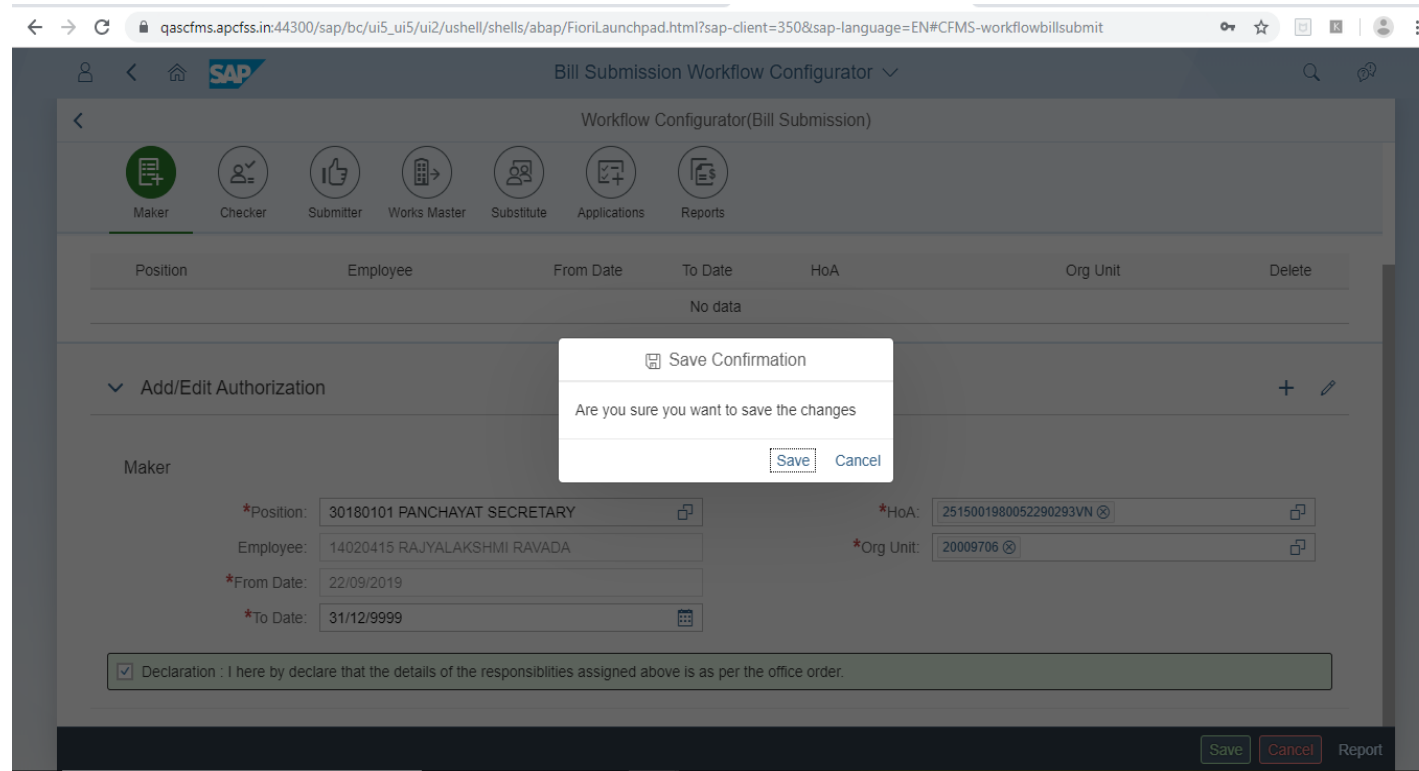 qascfms.apcfss.in:44300/sap/bc/ui5_ui5/ui2/ushell/shells/abap/FioriLaunchpad.html?sap-client=350&sap-language=EN#CFMS-workflowbillsubmit
SAP Bill Submission Workflow Configurator
Workflow Configurator(Bill Submission)
Maker Checker Submitter Works Master Substitute Applications Reports
Position Employee From Date To Date HoA Org Unit Delete
No data
Save Confirmation
Add/Edit Authorization
Are you sure you want to save the changes
Save Cancel
Maker
*Position: 30180101 PANCHAYAT SECRETARY *HoA: 2515001980052290293VN
Employee: 14020415 RAJYALAKSHMI RAVADA *Org Unit: 20009706
*From Date: 22/09/2019
*To Date: 31/12/9999
Declaration : I here by declare that the details of the responsiblities assigned above is as per the office order.
Save Cancel Report